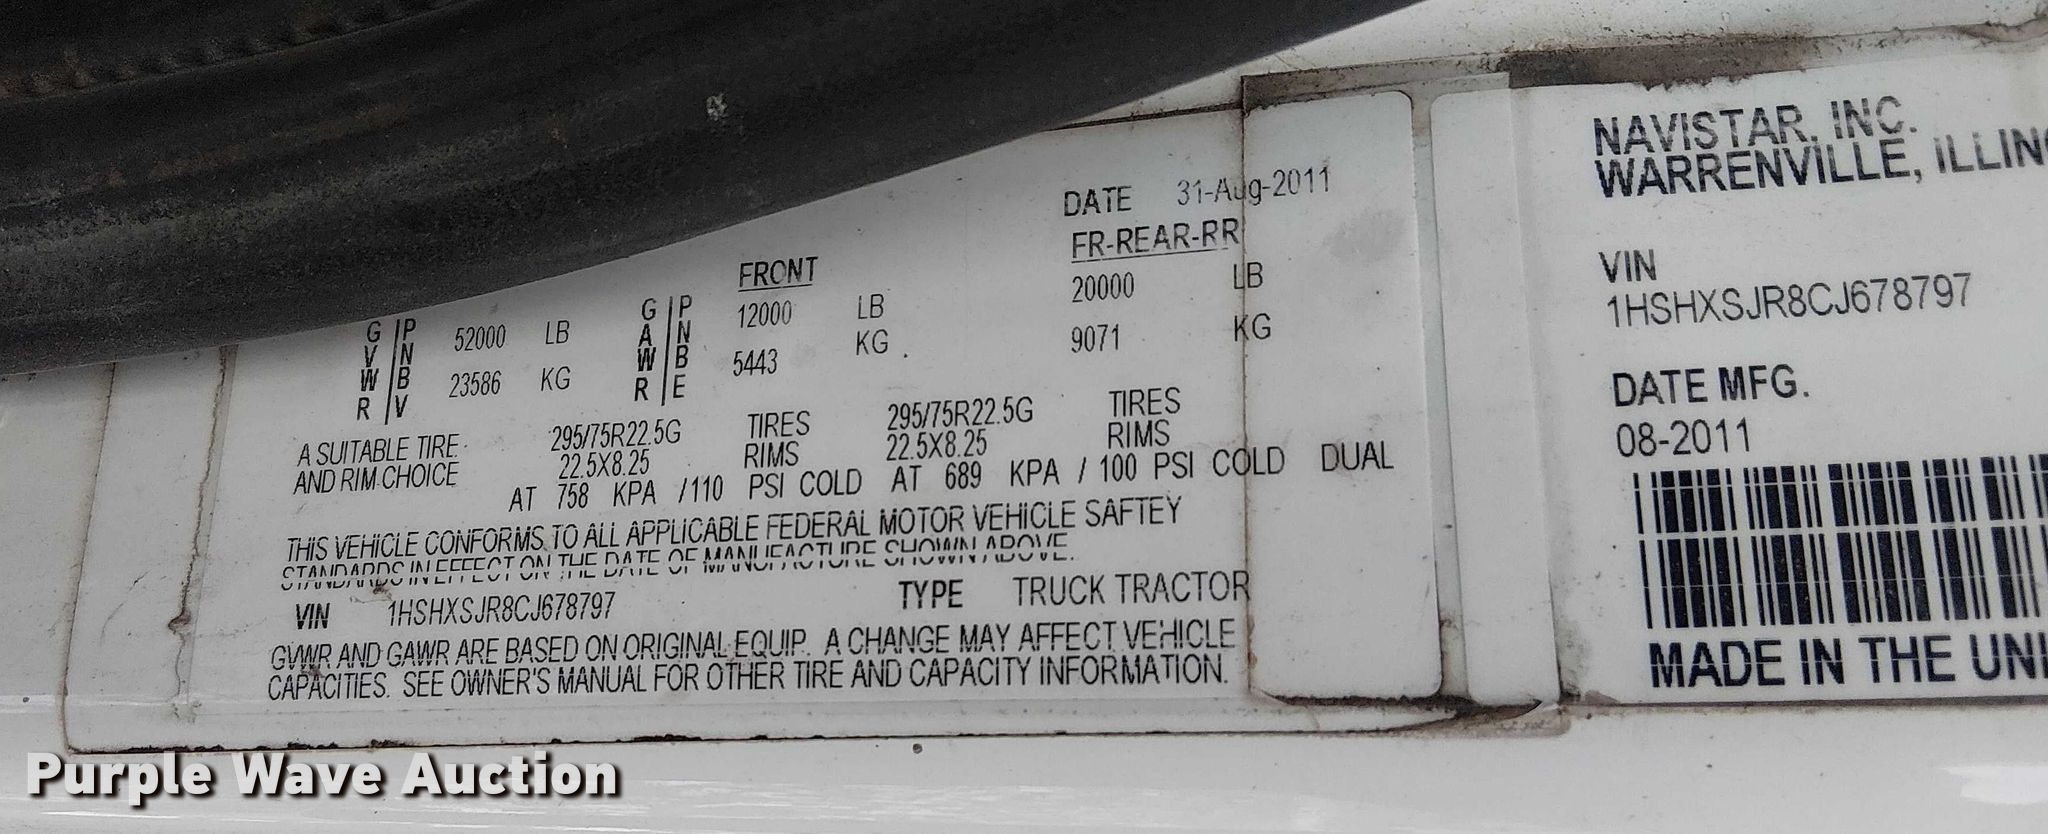 DATE 31-Aug-2011
FRONT FR-REAR-RR
GVWR PNBV 52000 LB GAWR PNBE 12000 LB 20000 LB
23586 KG 5443 KG 9071 KG
A SUITABLE TIRE 295/75R22.5G TIRES 295/75R22.5G TIRES
AND RIM CHOICE 22.5X8.25 RIMS 22.5X8.25 RIMS
AT 758 KPA /110 PSI COLD AT 689 KPA / 100 PSI COLD DUAL
THIS VEHICLE CONFORMS TO ALL APPLICABLE FEDERAL MOTOR VEHICLE SAFTEY
STANDARDS IN EFFECT ON THE DATE OF MANUFACTURE SHOWN ABOVE.
VIN 1HSHXSJR8CJ678797 TYPE TRUCK TRACTOR
GVWR AND GAWR ARE BASED ON ORIGINAL EQUIP. A CHANGE MAY AFFECT VEHICLE
CAPACITIES. SEE OWNER'S MANUAL FOR OTHER TIRE AND CAPACITY INFORMATION.
NAVISTAR, INC.
WARRENVILLE, ILLIN
VIN
1HSHXSJR8CJ678797
DATE MFG.
08-2011
MADE IN THE UNI
Purple Wave Auction